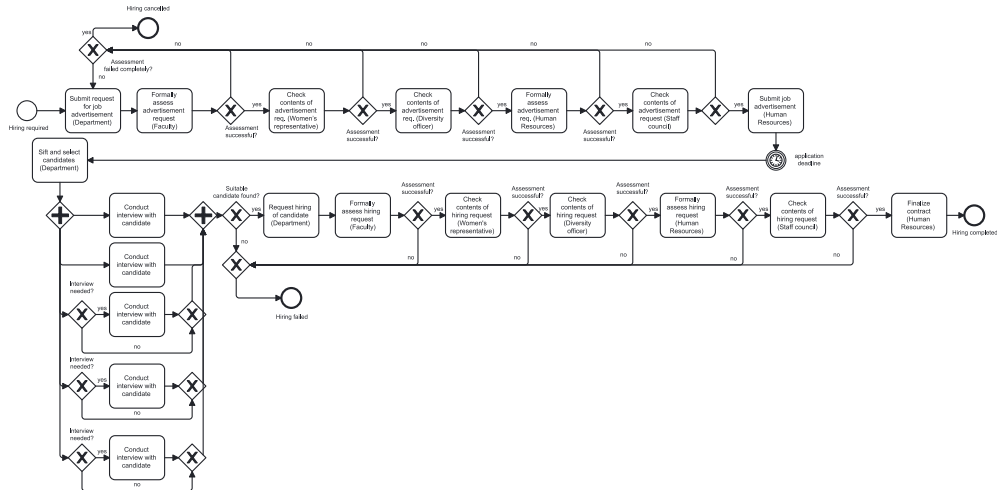 Hiring cancelled
yes
no
no
no
no
no
Assessment
failed completely?
no
Submit request
for job
advertisement
(Department)
Formally
assess
advertisement
request
(Faculty)
yes
Check
contents of
advertisement
req. (Women's
representative)
yes
Check
contents of
advertisement
req. (Diversity
officer)
yes
Formally
assess
advertisement
req. (Human
Resources)
yes
Check
contents of
advertisement
request (Staff
council)
yes
Submit job
advertisment
(Human
Resources)
Hiring required
Assessment
successful?
Assessment
successful?
Assessment
successful?
Assessment
successful?
Sift and select
candidates
(Department)
application
deadline
Suitable
candidate found?
Assessment
successful?
Assessment
successful?
Assessment
successful?
Assessment
successful?
Assessment
successful?
Conduct
interview with
candidate
yes
Request hiring
of candidate
(Department)
Formally
assess hiring
request
(Faculty)
yes
Check
contents of
hiring request
(Women's
representative)
yes
Check
contents of
hiring request
(Diversity
officer)
yes
Formally
assess hiring
request
(Human
Resources)
yes
Check
contents of
hiring request
(Staff council)
yes
Finalize
contract
(Human
Resources)
Hiring completed
no
no
no
no
no
no
Conduct
interview with
candidate
Hiring failed
Interview
needed?
yes
Conduct
interview with
candidate
yes
no
Interview
needed?
yes
Conduct
interview with
candidate
yes
no
Interview
needed?
yes
Conduct
interview with
candidate
yes
no